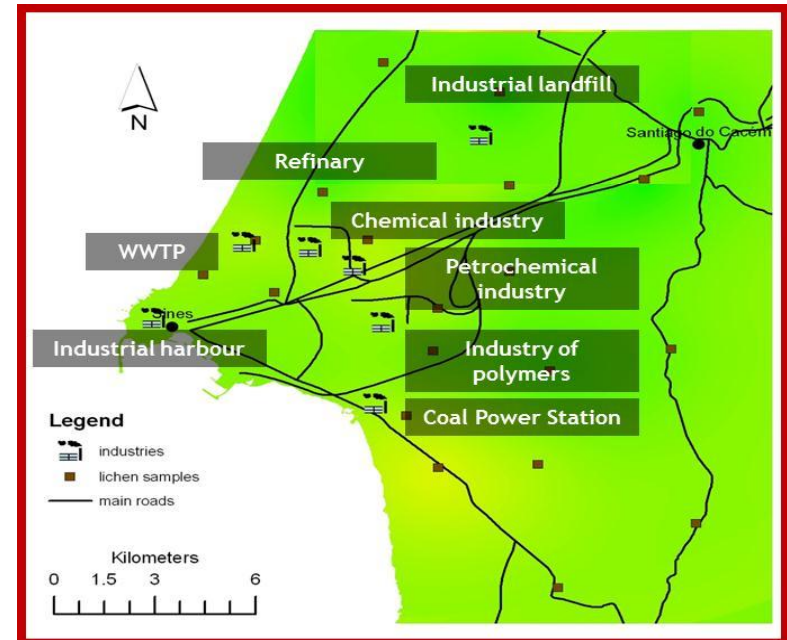 N
Industrial landfill
Santiago do Cacém
Refinary
Chemical industry
WWTP
Petrochemical
industry
Sines
Industrial harbour
Industry of
polymers
Coal Power Station
Legend
industries
lichen samples
main roads
Kilometers
0 1.5 3 6